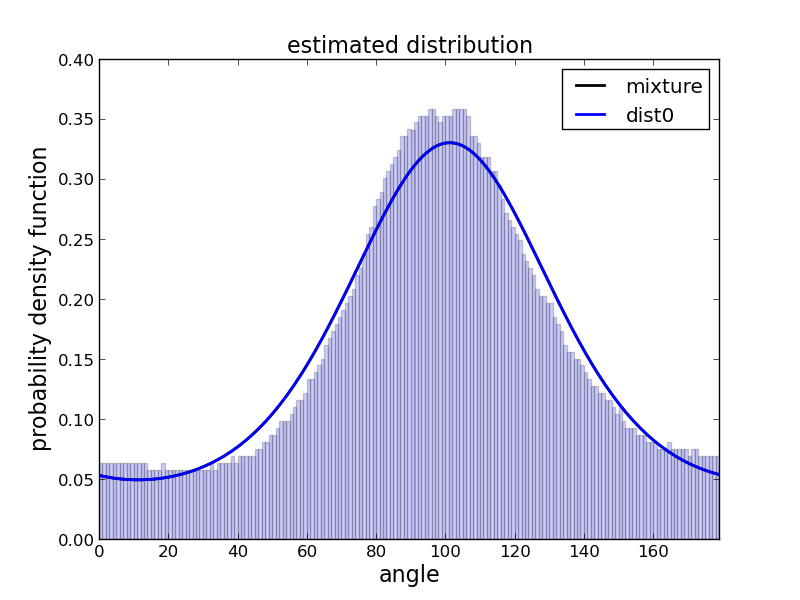 estimated distribution
0.40
0.35
0.30
0.25
0.20
0.15
0.10
0.05
0.00
probability density function
mixture
dist0
0 20 40 60 80 100 120 140 160
angle